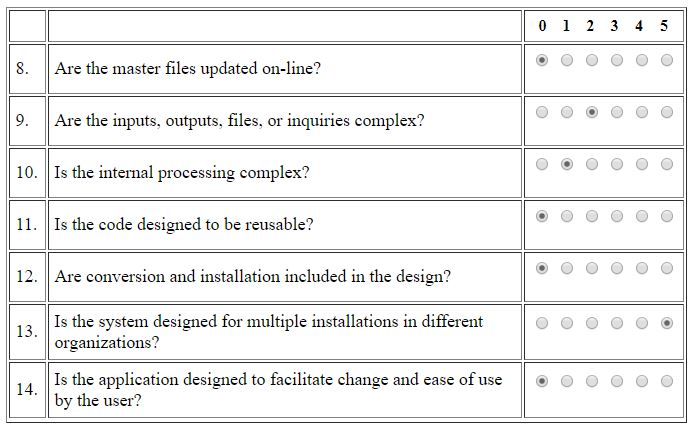 0 1 2 3 4 5
8. Are the master files updated on-line?
9. Are the inputs, outputs, files, or inquiries complex?
10. Is the internal processing complex?
11. Is the code designed to be reusable?
12. Are conversion and installation included in the design?
13. Is the system designed for multiple installations in different
organizations?
14. Is the application designed to facilitate change and ease of use
by the user?